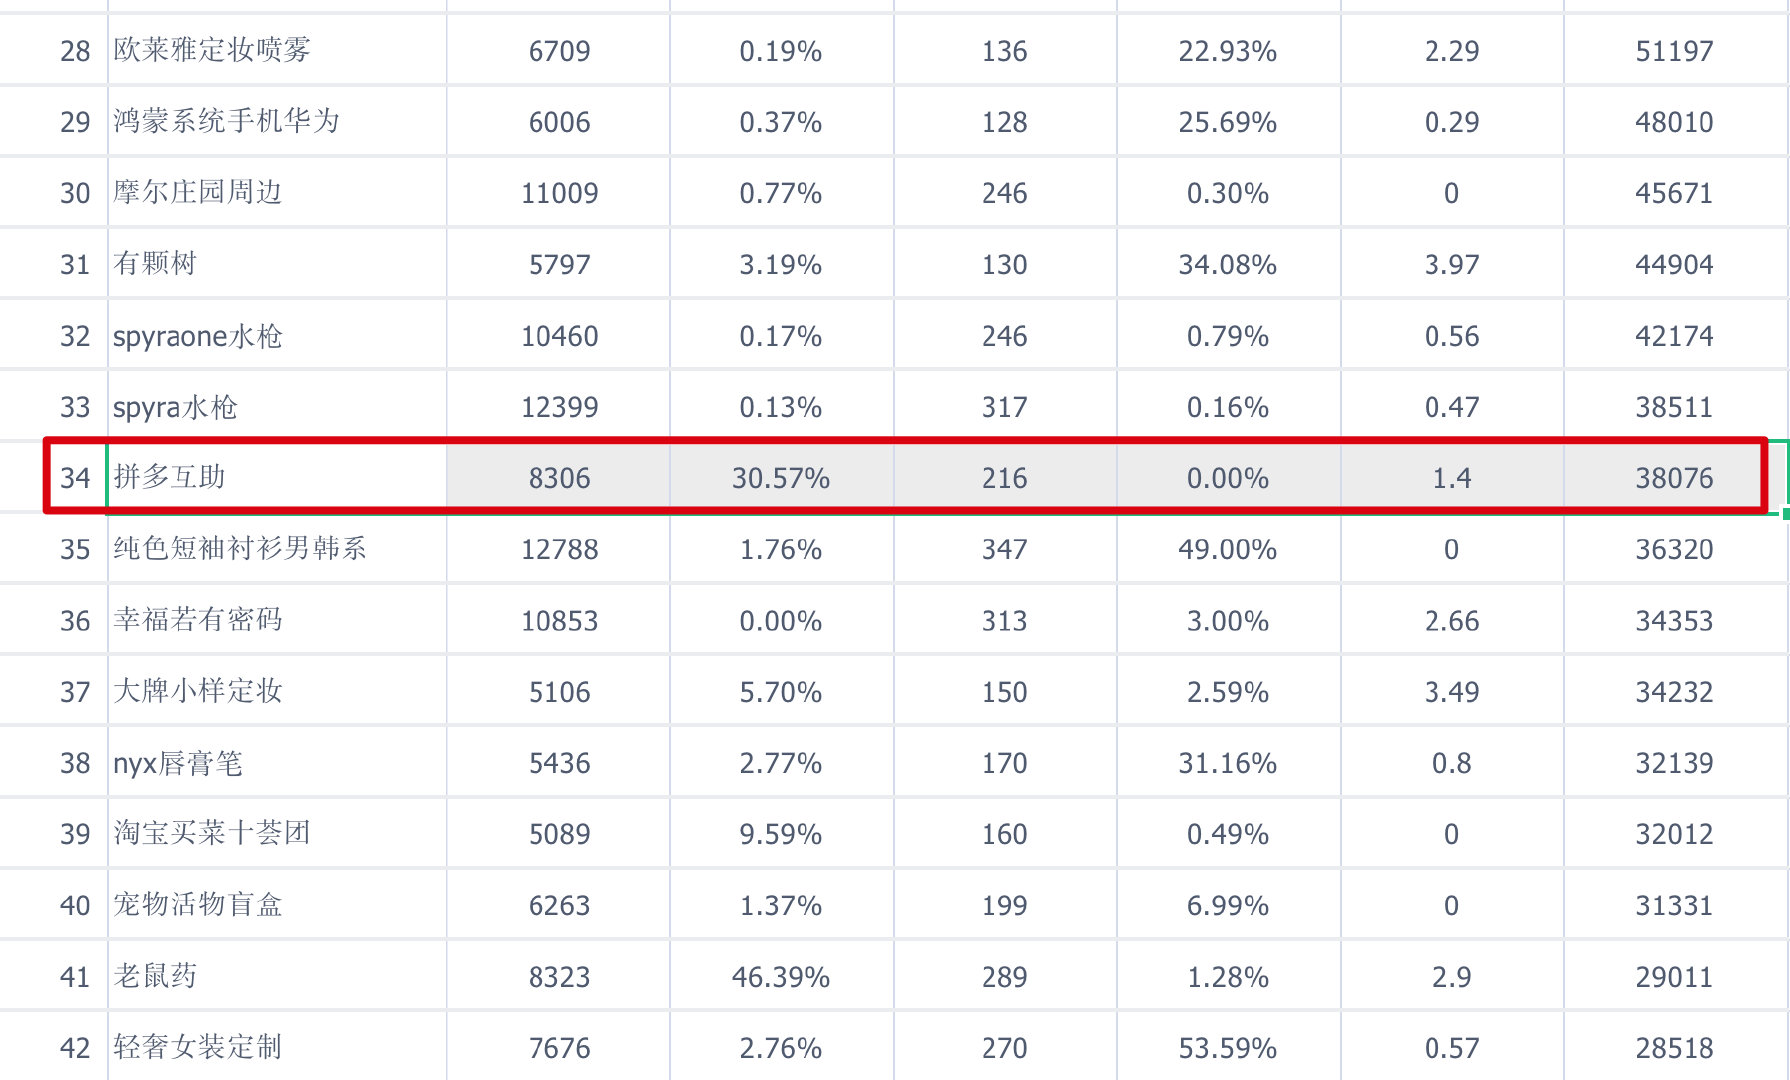 28 欧莱雅定妆喷雾 6709 0.19% 136 22.93% 2.29 51197
29 鸿蒙系统手机华为 6006 0.37% 128 25.69% 0.29 48010
30 摩尔庄园周边 11009 0.77% 246 0.30% 0 45671
31 有颗树 5797 3.19% 130 34.08% 3.97 44904
32 spyraone水枪 10460 0.17% 246 0.79% 0.56 42174
33 spyra水枪 12399 0.13% 317 0.16% 0.47 38511
34 拼多互助 8306 30.57% 216 0.00% 1.4 38076
35 纯色短袖衬衫男韩系 12788 1.76% 347 49.00% 0 36320
36 幸福若有密码 10853 0.00% 313 3.00% 2.66 34353
37 大牌小样定妆 5106 5.70% 150 2.59% 3.49 34232
38 nyx唇膏笔 5436 2.77% 170 31.16% 0.8 32139
39 淘宝买菜十荟团 5089 9.59% 160 0.49% 0 32012
40 宠物活物盲盒 6263 1.37% 199 6.99% 0 31331
41 老鼠药 8323 46.39% 289 1.28% 2.9 29011
42 轻奢女装定制 7676 2.76% 270 53.59% 0.57 28518